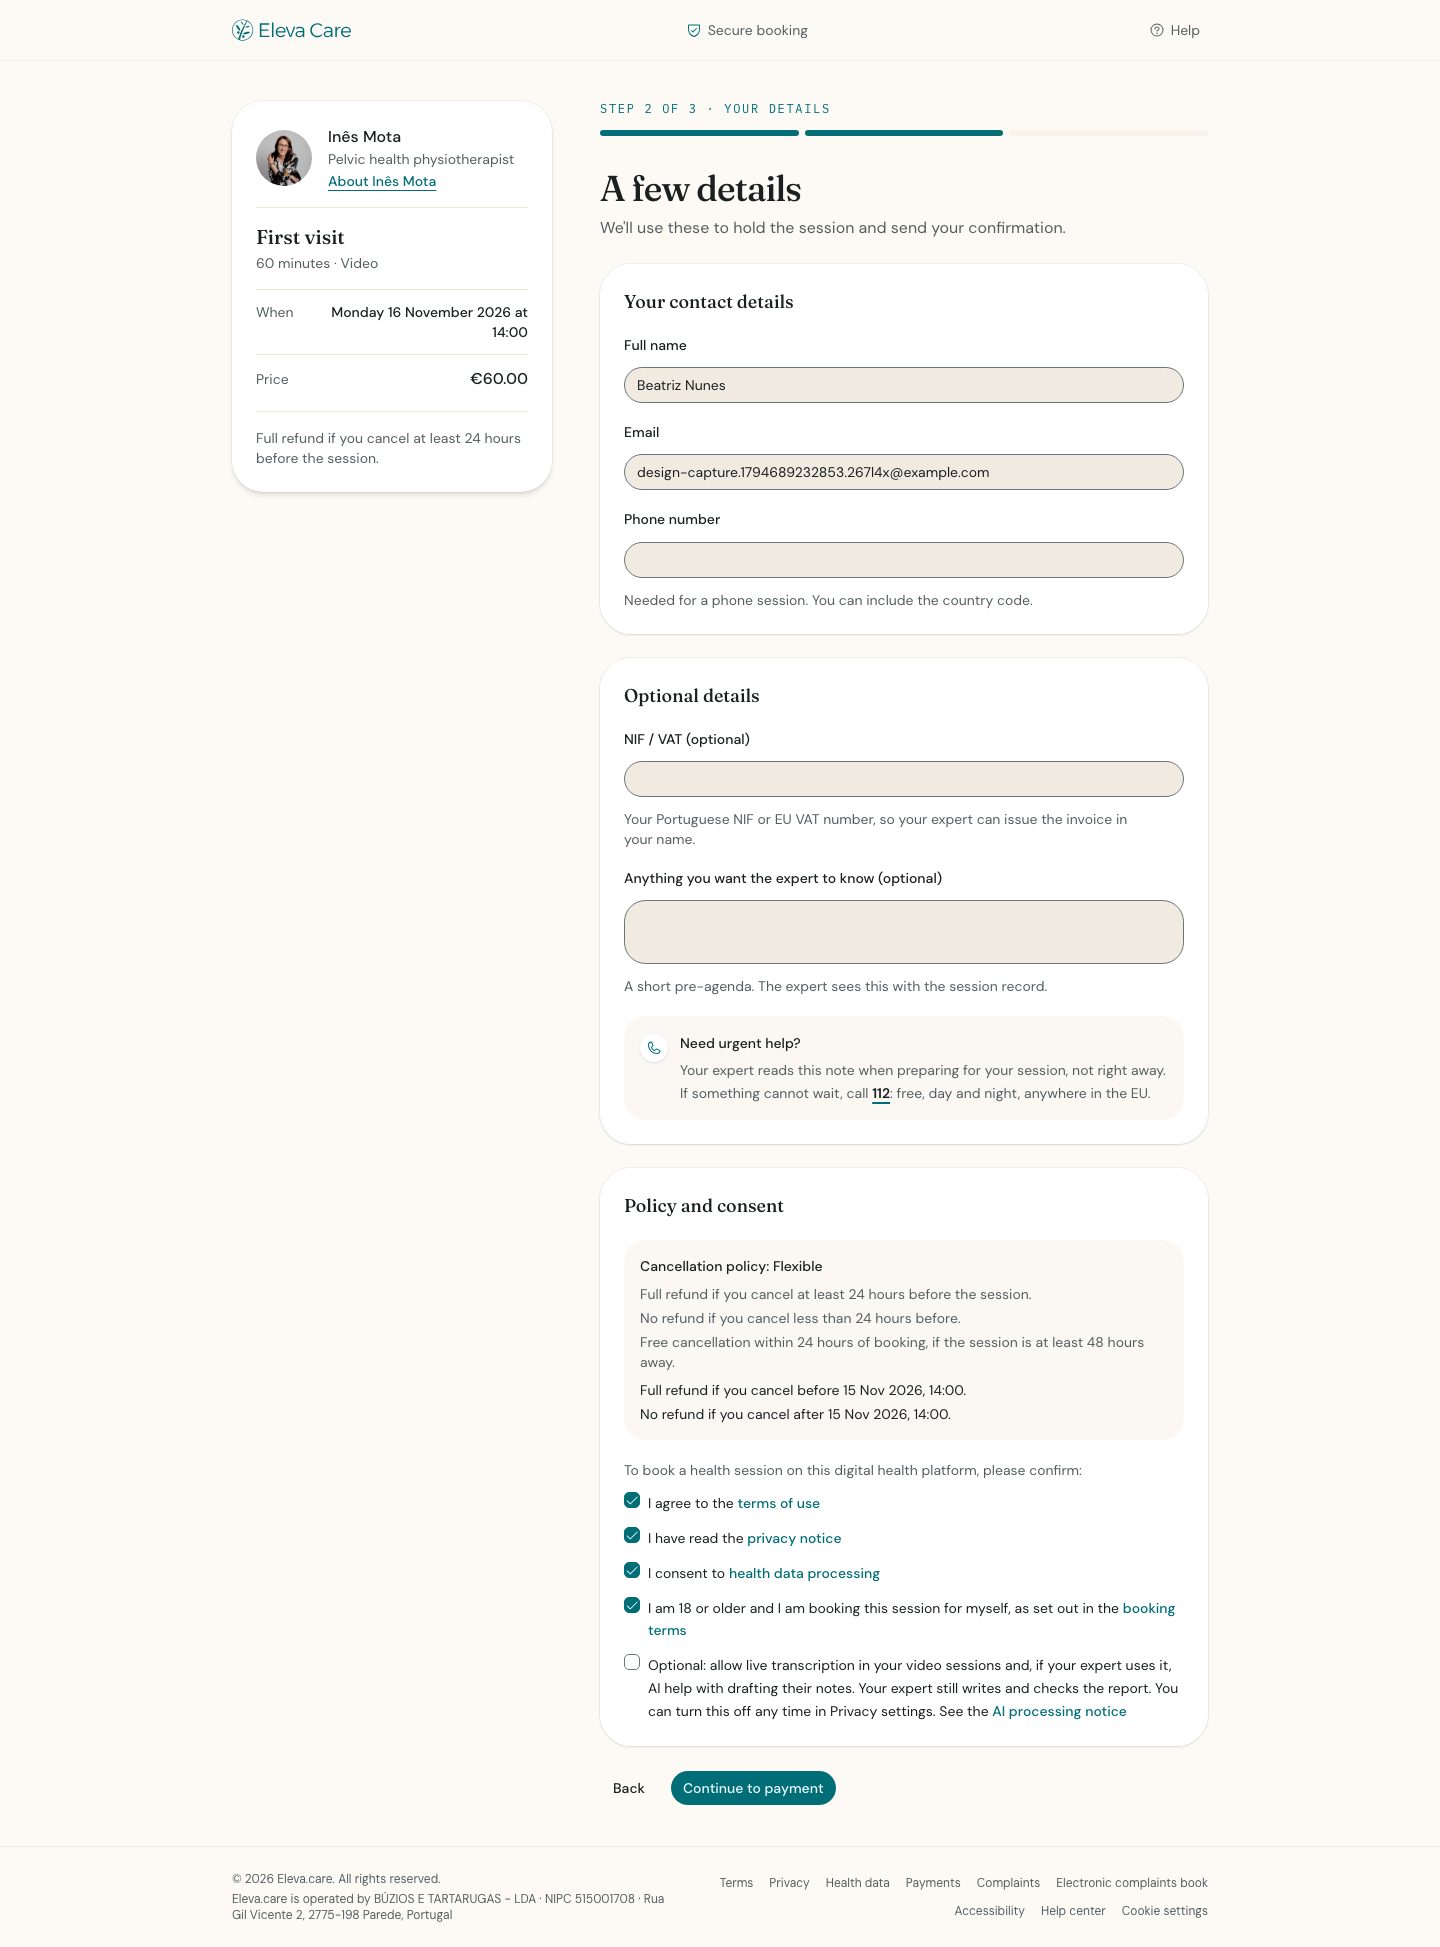 Eleva Care
Secure booking
Help
Inês Mota
Pelvic health physiotherapist
About Inês Mota
First visit
60 minutes · Video
When
Monday 16 November 2026 at
14:00
Price
€60.00
Full refund if you cancel at least 24 hours
before the session.
STEP 2 OF 3 · YOUR DETAILS
A few details
We'll use these to hold the session and send your confirmation.
Your contact details
Full name
Beatriz Nunes
Email
design-capture.1794689232853.267l4x@example.com
Phone number
Needed for a phone session. You can include the country code.
Optional details
NIF / VAT (optional)
Your Portuguese NIF or EU VAT number, so your expert can issue the invoice in
your name.
Anything you want the expert to know (optional)
A short pre-agenda. The expert sees this with the session record.
Need urgent help?
Your expert reads this note when preparing for your session, not right away.
If something cannot wait, call 112: free, day and night, anywhere in the EU.
Policy and consent
Cancellation policy: Flexible
Full refund if you cancel at least 24 hours before the session.
No refund if you cancel less than 24 hours before.
Free cancellation within 24 hours of booking, if the session is at least 48 hours
away.
Full refund if you cancel before 15 Nov 2026, 14:00.
No refund if you cancel after 15 Nov 2026, 14:00.
To book a health session on this digital health platform, please confirm:
I agree to the terms of use
I have read the privacy notice
I consent to health data processing
I am 18 or older and I am booking this session for myself, as set out in the booking
terms
Optional: allow live transcription in your video sessions and, if your expert uses it,
AI help with drafting their notes. Your expert still writes and checks the report. You
can turn this off any time in Privacy settings. See the AI processing notice
Back
Continue to payment
© 2026 Eleva.care. All rights reserved.
Eleva.care is operated by BÚZIOS E TARTARUGAS - LDA · NIPC 515001708 · Rua
Gil Vicente 2, 2775-198 Parede, Portugal
Terms Privacy Health data Payments Complaints Electronic complaints book
Accessibility Help center Cookie settings